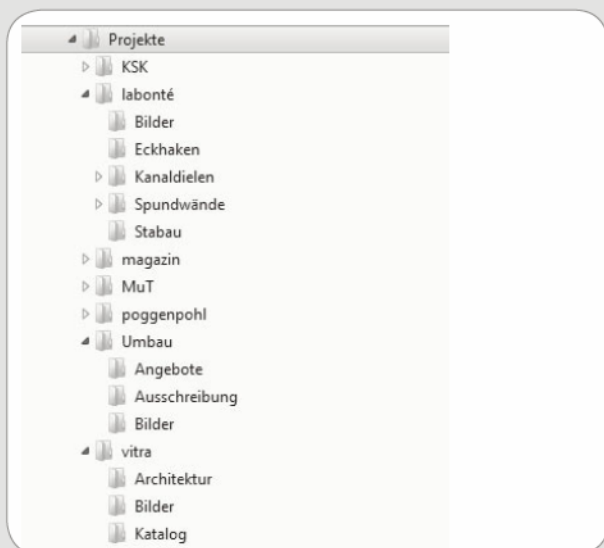 Projekte
KSK
labonté
Bilder
Eckhaken
Kanaldielen
Spundwände
Stabau
magazin
MuT
poggenpohl
Umbau
Angebote
Ausschreibung
Bilder
vitra
Architektur
Bilder
Katalog